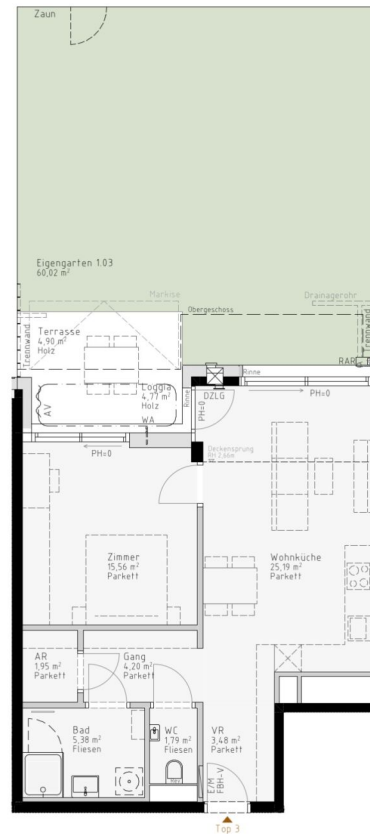 Zaun
Eigengarten 1.03
60,02 m²
Markise
Drainagerohr
Obergeschoss
Terrasse
4,90 m²
Holz
Trennwand
Trennwand
RAR
Rinne
Loggia
4,77 m²
Holz
AV
WA
Rinne
DZLG
PH=0
PH=0
PH=0
Deckensprung
RH 2,66m
Zimmer
15,56 m²
Parkett
Wohnküche
25,19 m²
Parkett
AR
1,95 m²
Parkett
Gang
4,20 m²
Parkett
Bad
5,38 m²
Fliesen
WC
1,79 m²
Fliesen
VR
3,48 m²
Parkett
E/M
FBH-V
Top 3